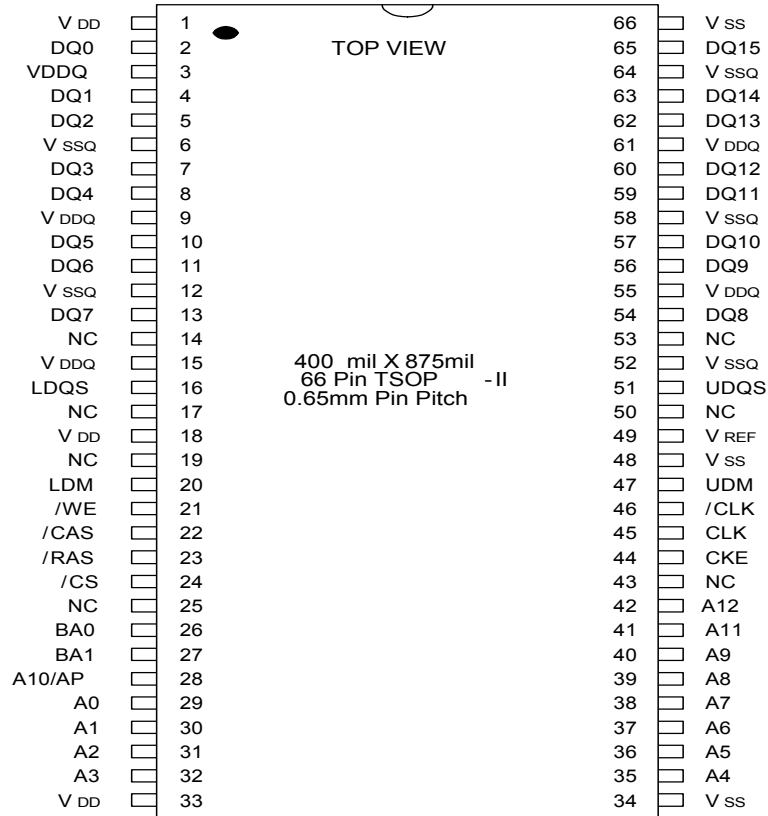 V DD 1 66 V SS
DQ0 2 TOP VIEW 65 DQ15
VDDQ 3 64 V SSQ
DQ1 4 63 DQ14
DQ2 5 62 DQ13
V SSQ 6 61 V DDQ
DQ3 7 60 DQ12
DQ4 8 59 DQ11
V DDQ 9 58 V SSQ
DQ5 10 57 DQ10
DQ6 11 56 DQ9
V SSQ 12 55 V DDQ
DQ7 13 54 DQ8
NC 14 53 NC
V DDQ 15 400 mil X 875mil 52 V SSQ
LDQS 16 66 Pin TSOP -II 51 UDQS
NC 17 0.65mm Pin Pitch 50 NC
V DD 18 49 V REF
NC 19 48 V SS
LDM 20 47 UDM
/WE 21 46 /CLK
/CAS 22 45 CLK
/RAS 23 44 CKE
/CS 24 43 NC
NC 25 42 A12
BA0 26 41 A11
BA1 27 40 A9
A10/AP 28 39 A8
A0 29 38 A7
A1 30 37 A6
A2 31 36 A5
A3 32 35 A4
V DD 33 34 V SS